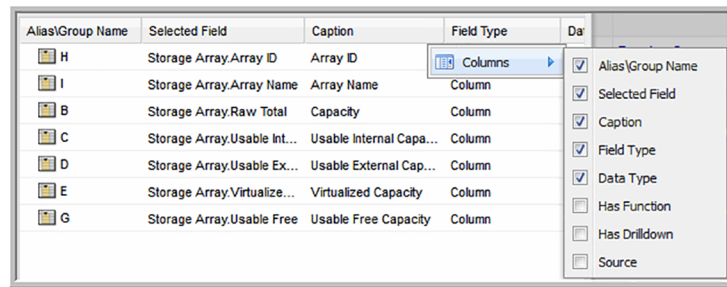 Alias\Group Name Selected Field Caption Field Type
H Storage Array.Array ID Array ID
I Storage Array.Array Name Array Name Column
B Storage Array.Raw Total Capacity Column
C Storage Array.Usable Int... Usable Internal Capa... Column
D Storage Array.Usable Ex... Usable External Cap... Column
E Storage Array.Virtualize... Virtualized Capacity Column
G Storage Array.Usable Free Usable Free Capacity Column
Columns
Alias\Group Name
Selected Field
Caption
Field Type
Data Type
Has Function
Has Drilldown
Source